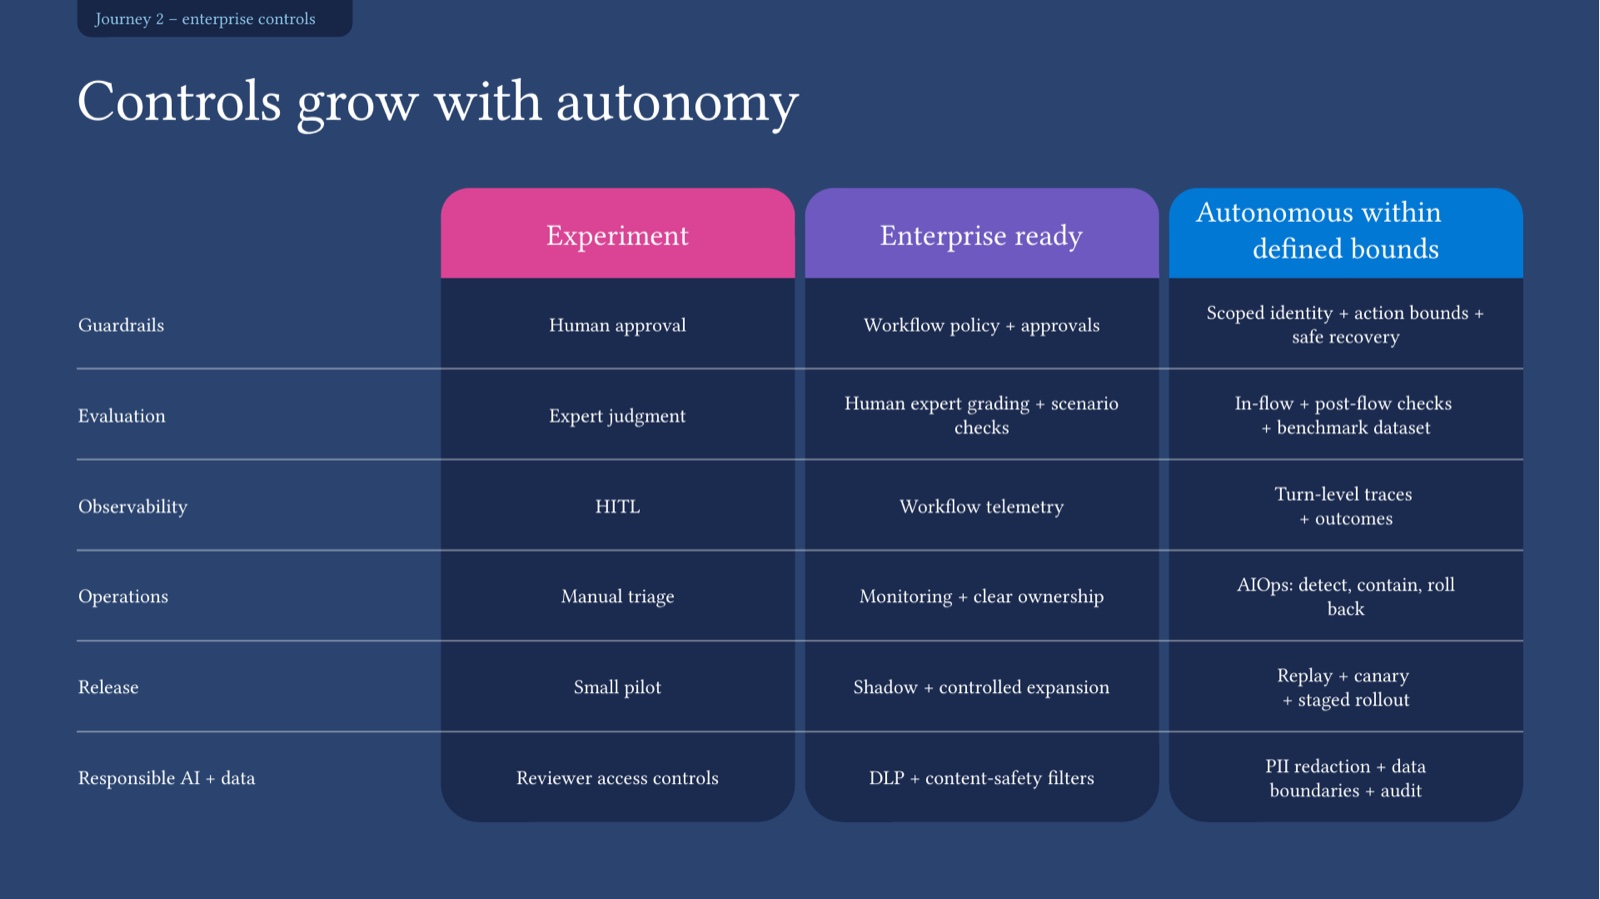 Journey 2 – enterprise controls
Controls grow with autonomy
Experiment
Enterprise ready
Autonomous within
defined bounds
Guardrails
Human approval
Workflow policy + approvals
Scoped identity + action bounds +
safe recovery
Evaluation
Expert judgment
Human expert grading + scenario
checks
In-flow + post-flow checks
+ benchmark dataset
Observability
HITL
Workflow telemetry
Turn-level traces
+ outcomes
Operations
Manual triage
Monitoring + clear ownership
AIOps: detect, contain, roll
back
Release
Small pilot
Shadow + controlled expansion
Replay + canary
+ staged rollout
Responsible AI + data
Reviewer access controls
DLP + content-safety filters
PII redaction + data
boundaries + audit